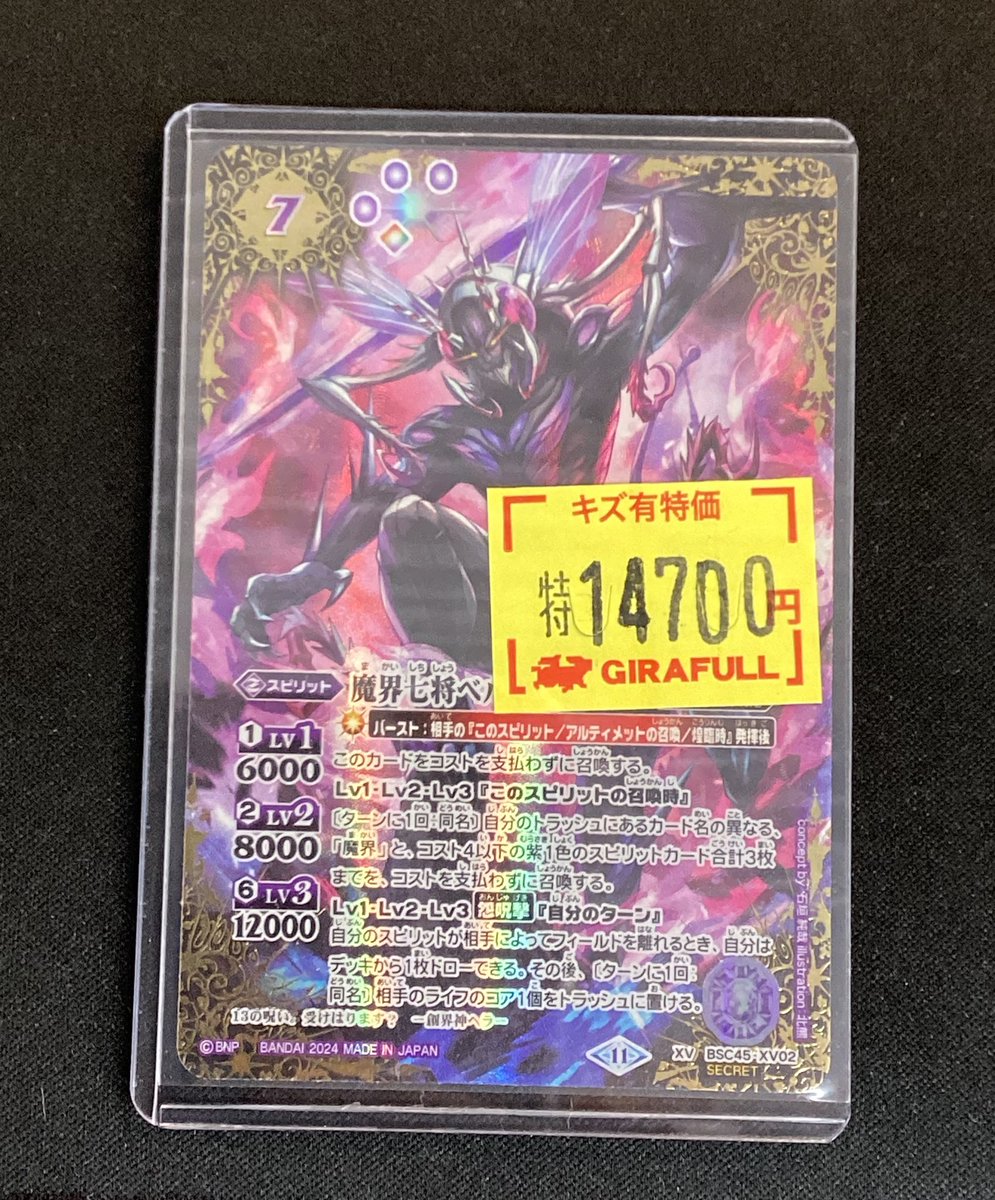 7
キズ有特価
特付14700円
GIRAFULL
スピリット
魔界七将ベル
バースト：相手の『このスピリット／アルティメットの召喚／煌臨時』発揮後
このカードをコストを支払わずに召喚する。
1 LV1
6000
Lv1・Lv2・Lv3『このスピリットの召喚時』
2 LV2
8000
〔ターンに1回：同名〕自分のトラッシュにあるカード名の異なる、
「魔界」と、コスト4以下の紫1色のスピリットカード合計3枚
までを、コストを支払わずに召喚する。
6 LV3
12000
Lv1・Lv2・Lv3 怨呪撃『自分のターン』
自分のスピリットが相手によってフィールドを離れるとき、自分は
デッキから1枚ドローできる。その後、〔ターンに1回：
同名〕相手のライフのコア1個をトラッシュに置ける。
13の呪い。受けはります？ ―創界神ヘラ―
©BNP BANDAI 2024 MADE IN JAPAN
11
XV BSC45-XV02
SECRET
concept by 石垣 純哉 illustration:北熊